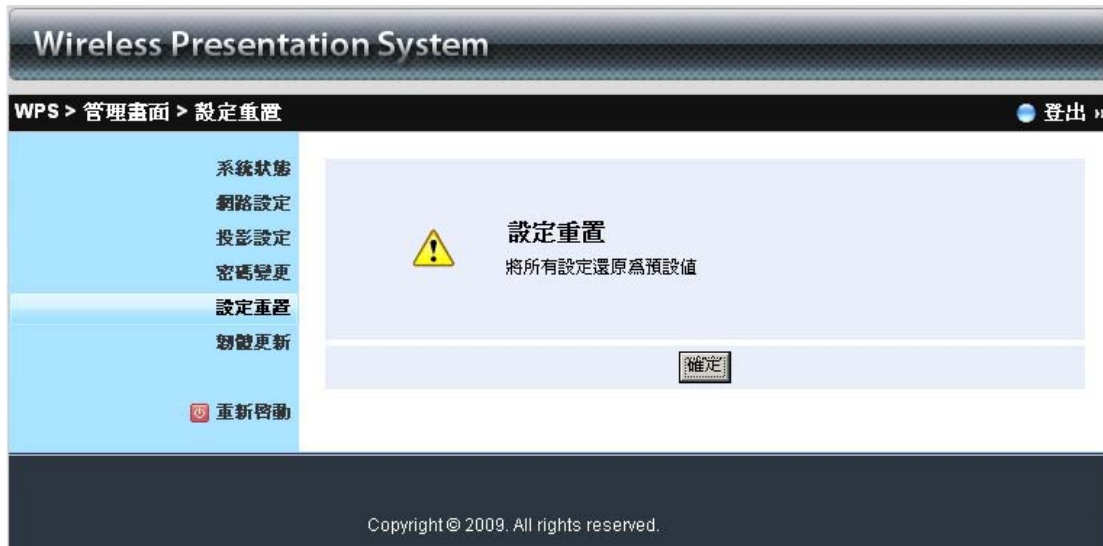 Wireless Presentation System
WPS > 管理畫面 > 設定重置
登出 »
系統狀態
網路設定
投影設定
密碼變更
設定重置
韌體更新
重新啓動
設定重置
將所有設定還原爲預設值
確定
Copyright © 2009. All rights reserved.